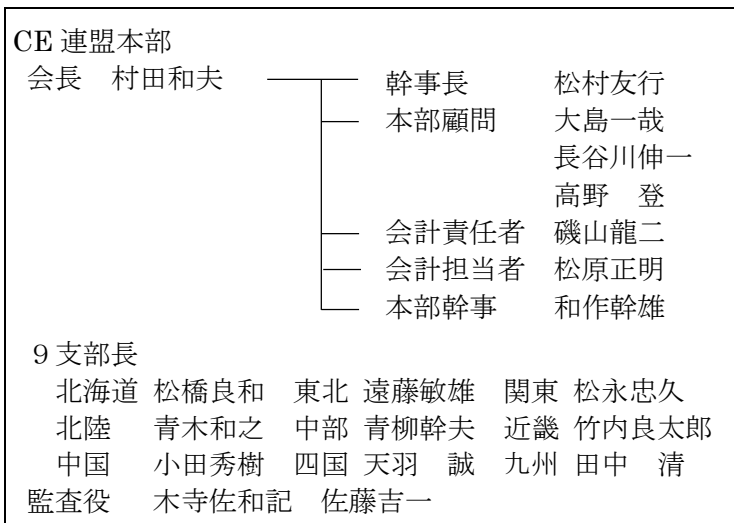 CE 連盟本部
会長　村田和夫　幹事長　松村友行
本部顧問　大島一哉
長谷川伸一
高野　登
会計責任者　磯山龍二
会計担当者　松原正明
本部幹事　和作幹雄
９支部長
北海道 松橋良和　東北 遠藤敏雄　関東 松永忠久
北陸　青木和之　中部 青柳幹夫　近畿 竹内良太郎
中国　小田秀樹　四国 天羽　誠　九州 田中　清
監査役　木寺佐和記　佐藤吉一